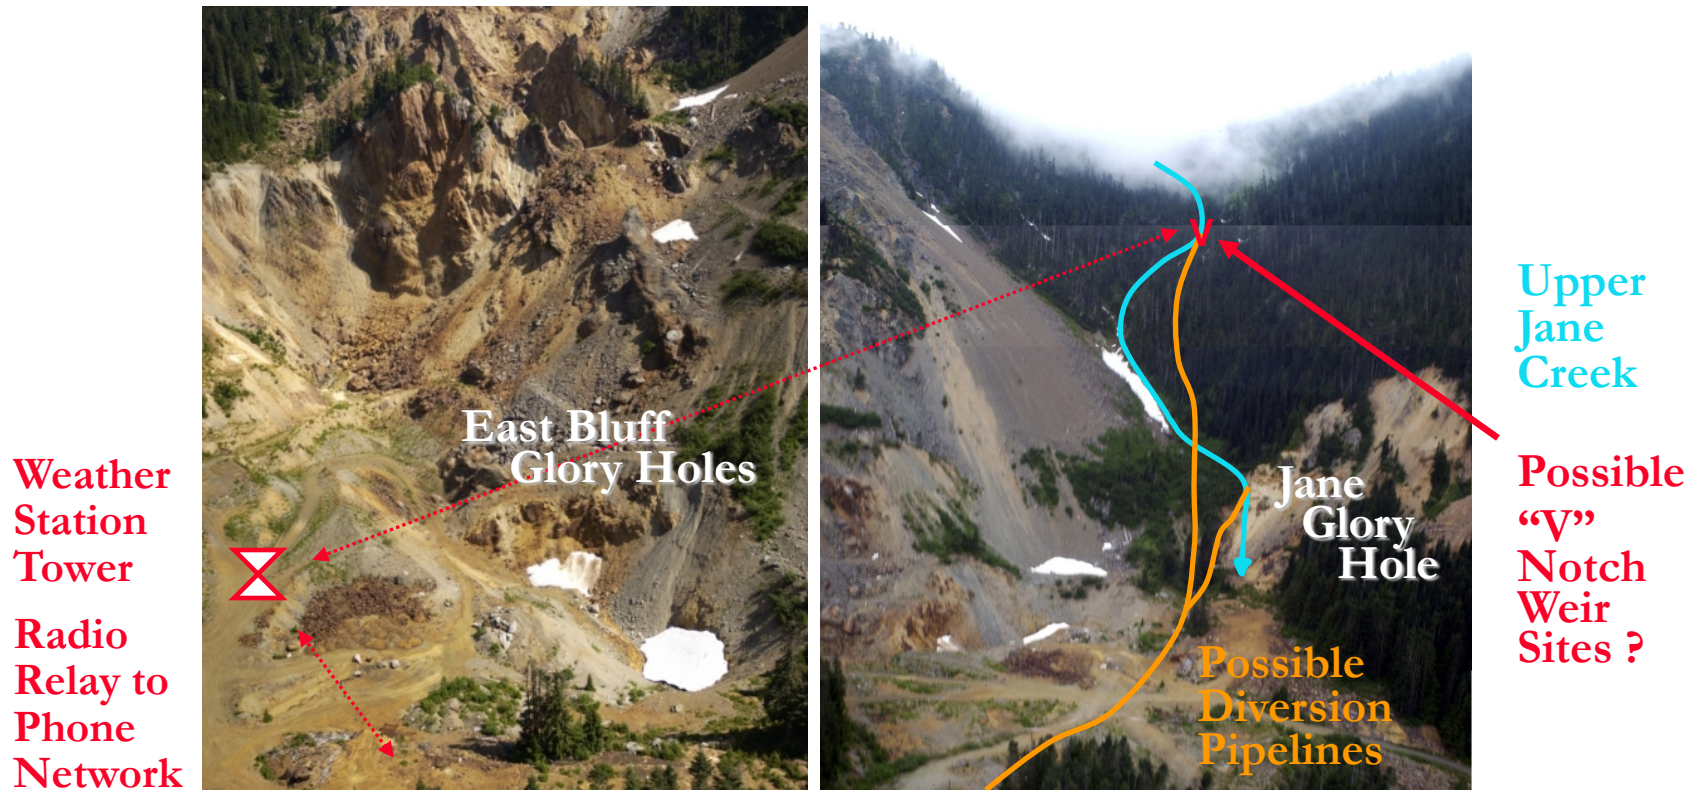 Weather
Station
Tower
Radio
Relay to
Phone
Network
East Bluff
Glory Holes
Jane
Glory
Hole
Possible
Diversion
Pipelines
Upper
Jane
Creek
Possible
“V”
Notch
Weir
Sites ?